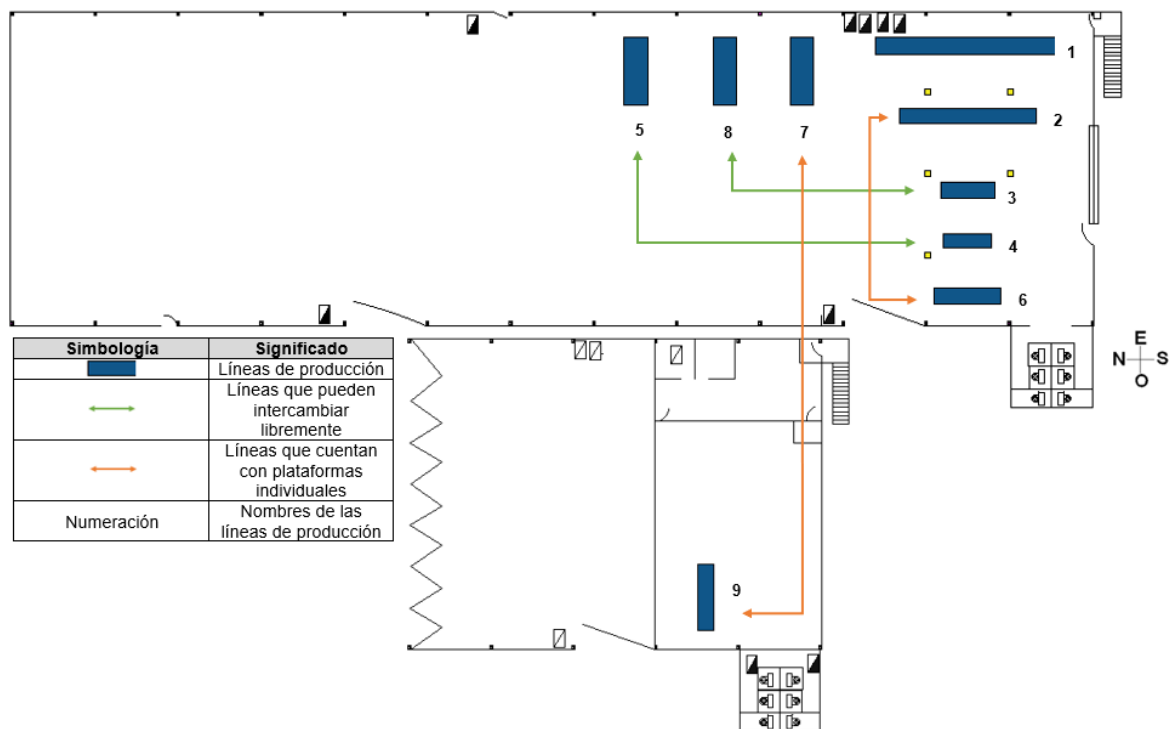 1
2
5
8
7
3
4
6
E
N
S
O
Simbología
Significado
Líneas de producción
Líneas que pueden
intercambiar
libremente
Líneas que cuentan
con plataformas
individuales
Numeración
Nombres de las
líneas de producción
9